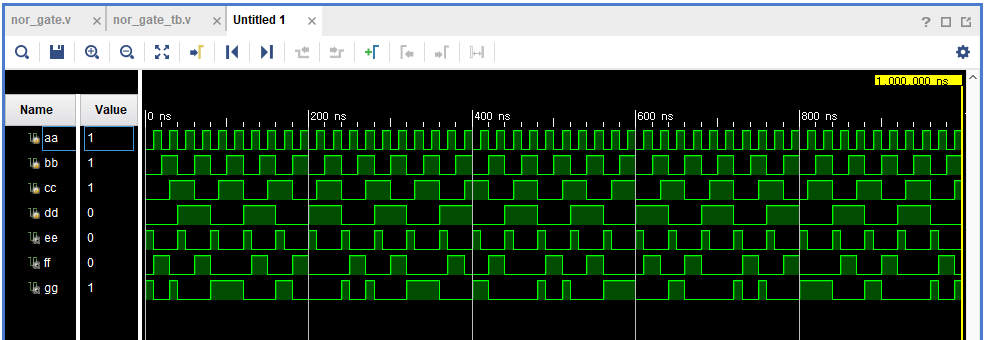 nor_gate.v × nor_gate_tb.v × Untitled 1 ×
?
1,000.000 ns
Name Value
0 ns 200 ns 400 ns 600 ns 800 ns
aa 1
bb 1
cc 1
dd 0
ee 0
ff 0
gg 1